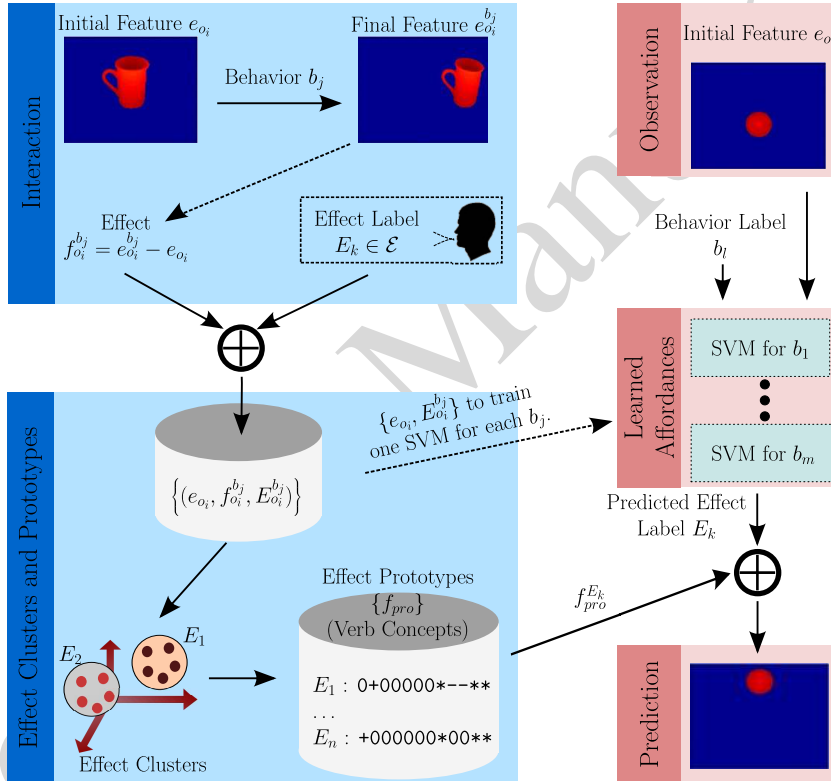 Interaction
Initial Feature e_{o_i}
Final Feature e_{o_i}^{b_j}
Behavior b_j
Effect
f_{o_i}^{b_j} = e_{o_i}^{b_j} − e_{o_i}
Effect Label
E_k ∈ ℰ
Effect Clusters and Prototypes
{(e_{o_i}, f_{o_i}^{b_j}, E_{o_i}^{b_j})}
{e_{o_i}, E_{o_i}^{b_j}} to train
one SVM for each b_j.
E_1
E_2
Effect Clusters
Effect Prototypes
{f_{pro}}
(Verb Concepts)
E_1 : 0+00000*--**
...
E_n : +000000*00**
f_{pro}^{E_k}
Observation
Initial Feature e_o
Behavior Label
b_l
Learned
Affordances
SVM for b_1
SVM for b_m
Predicted Effect
Label E_k
Prediction